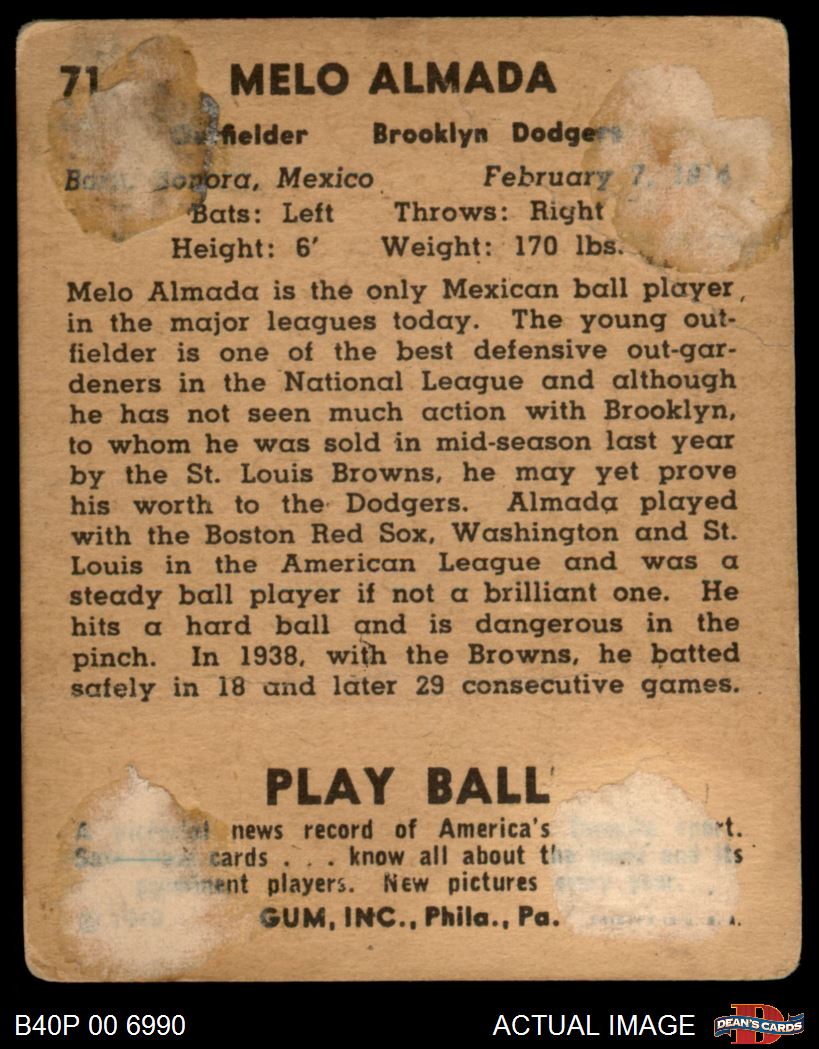 71 MELO ALMADA
fielder Brooklyn Dodgers
Sonora, Mexico February 7,
Bats: Left Throws: Right
Height: 6' Weight: 170 lbs.
Melo Almada is the only Mexican ball player,
in the major leagues today. The young out-
fielder is one of the best defensive out-gar-
deners in the National League and although
he has not seen much action with Brooklyn,
to whom he was sold in mid-season last year
by the St. Louis Browns, he may yet prove
his worth to the Dodgers. Almada played
with the Boston Red Sox, Washington and St.
Louis in the American League and was a
steady ball player if not a brilliant one. He
hits a hard ball and is dangerous in the
pinch. In 1938, with the Browns, he batted
safely in 18 and later 29 consecutive games.
PLAY BALL
A news record of America's
cards . . . know all about the and its
players. New pictures
GUM, INC., Phila., Pa.
B40P 00 6990 ACTUAL IMAGE DEAN'S CARDS